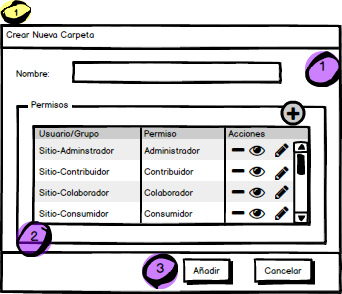 1
Crear Nueva Carpeta
1
Nombre:
Permisos
Usuario/Grupo Permiso Acciones
Sitio-Adminstrador Administrador
Sitio-Contribuidor Contribuidor
Sitio-Colaborador Colaborador
Sitio-Consumidor Consumidor
2
3 Añadir Cancelar